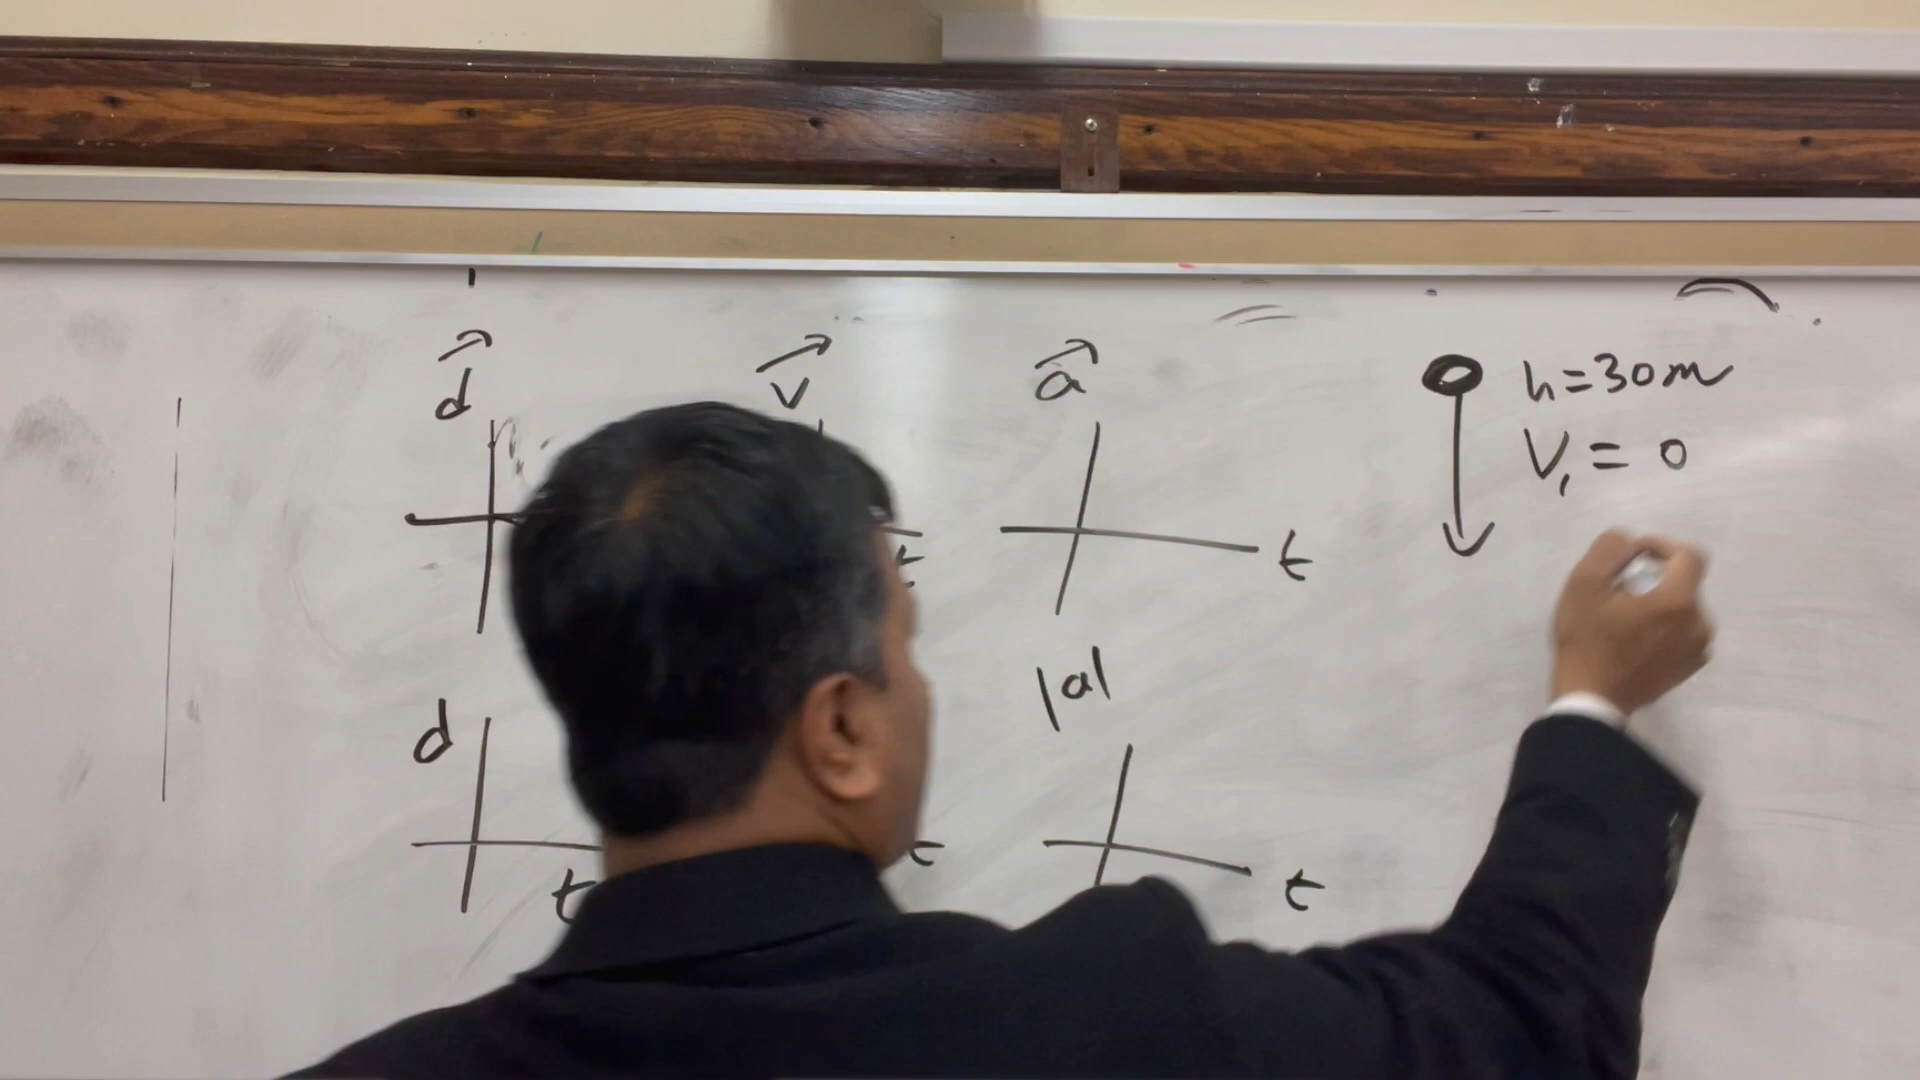 d⃗ v⃗ a⃗
h=30m
V₁= 0
t t
d |a|
t t t